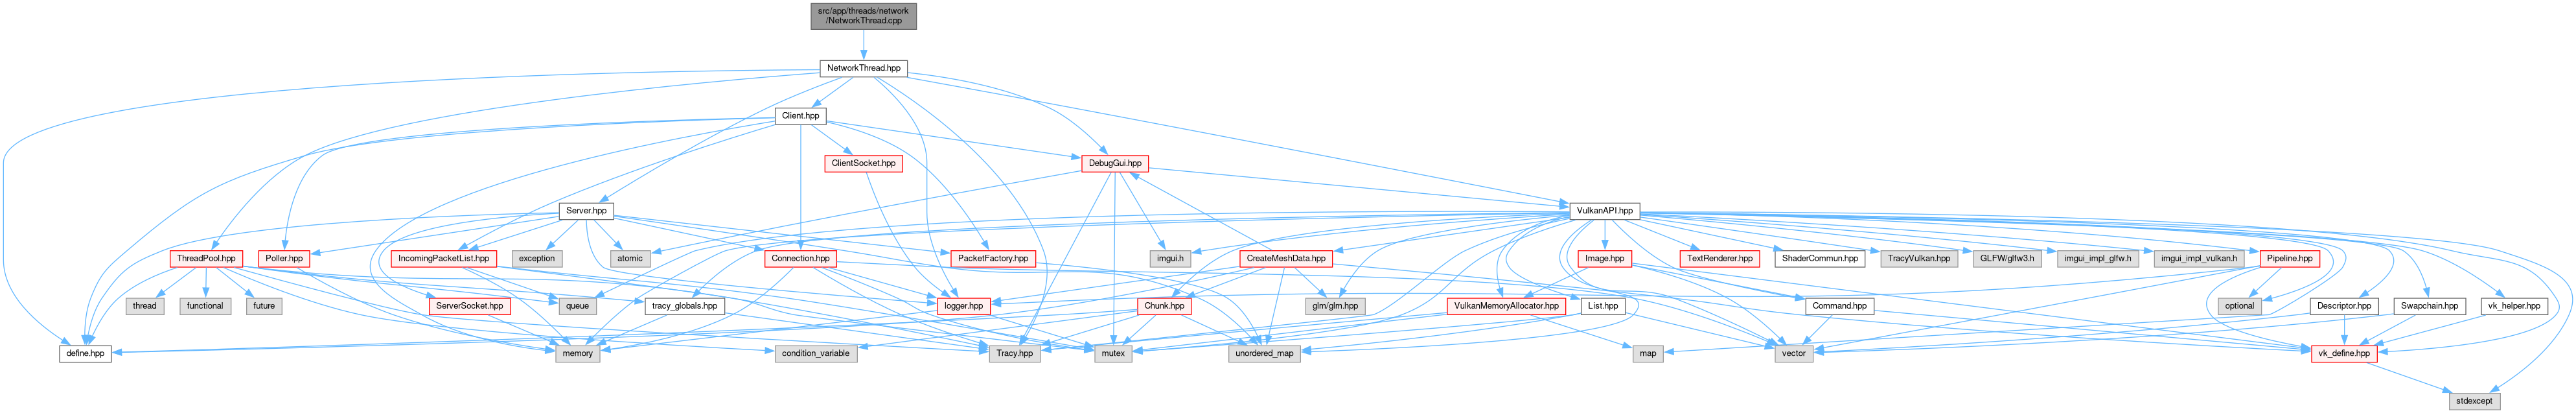 src/app/threads/network
/NetworkThread.cpp
NetworkThread.hpp
Client.hpp
ClientSocket.hpp
DebugGui.hpp
Server.hpp
VulkanAPI.hpp
ThreadPool.hpp
Poller.hpp
IncomingPacketList.hpp
exception
atomic
Connection.hpp
PacketFactory.hpp
imgui.h
CreateMeshData.hpp
Image.hpp
TextRenderer.hpp
ShaderCommun.hpp
TracyVulkan.hpp
GLFW/glfw3.h
imgui_impl_glfw.h
imgui_impl_vulkan.h
Pipeline.hpp
thread
functional
future
ServerSocket.hpp
queue
tracy_globals.hpp
logger.hpp
Chunk.hpp
glm/glm.hpp
VulkanMemoryAllocator.hpp
List.hpp
Command.hpp
optional
Descriptor.hpp
Swapchain.hpp
vk_helper.hpp
define.hpp
memory
condition_variable
Tracy.hpp
mutex
unordered_map
map
vector
vk_define.hpp
stdexcept